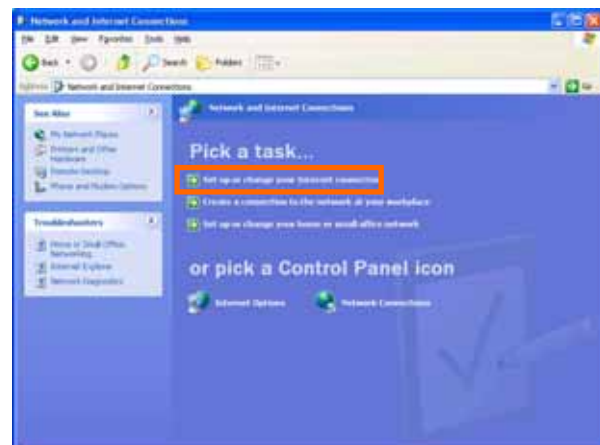 Network and Internet Connections
File Edit View Favorites Tools Help
Back Search Folders
Address Network and Internet Connections Go
See Also
My Network Places
Printers and Other
Hardware
Remote Desktop
Phone and Modem Options
Troubleshooters
Home or Small Office
Networking
Internet Explorer
Network Diagnostics
Network and Internet Connections
Pick a task...
Set up or change your Internet connection
Create a connection to the network at your workplace
Set up or change your home or small office network
or pick a Control Panel icon
Internet Options Network Connections